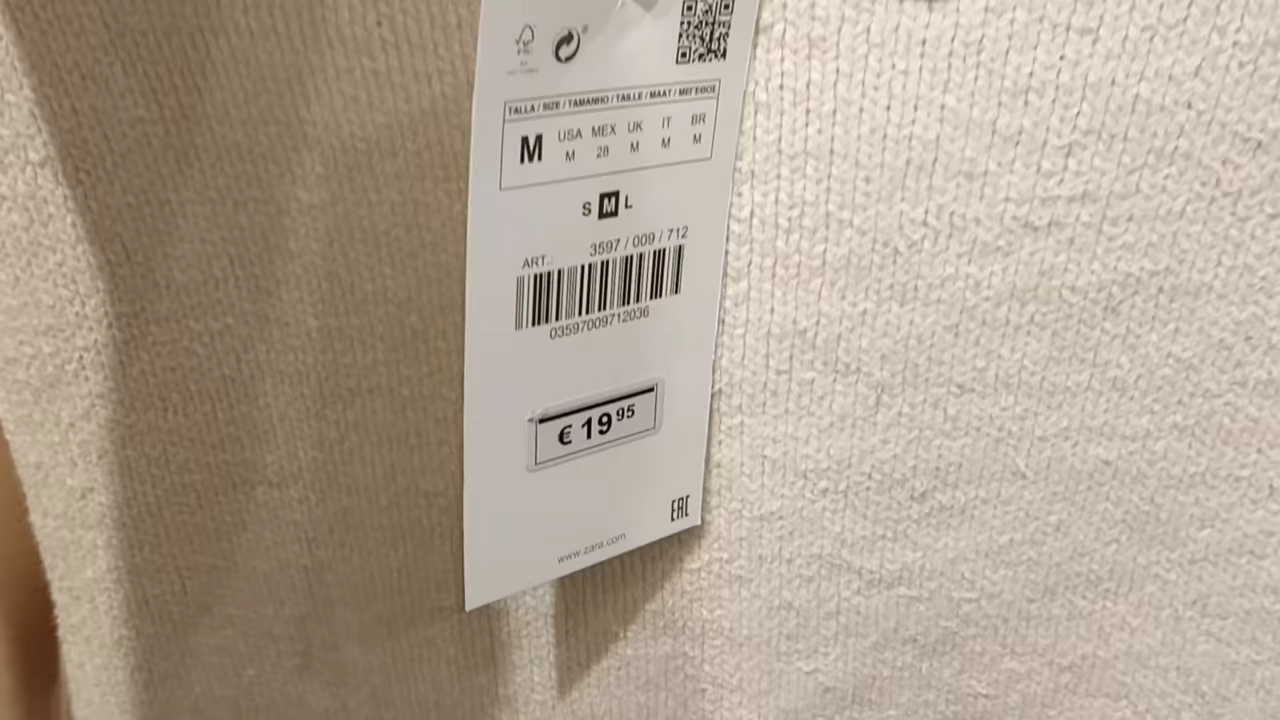 TALLA / SIZE / TAMANHO / TAILLE / MAAT / ΜΕΓΕΘΟΣ
M USA MEX UK IT BR
M 28 M M M
S M L
ART.: 3597 / 009 / 712
03597009712036
€ 19 95
EAC
www.zara.com